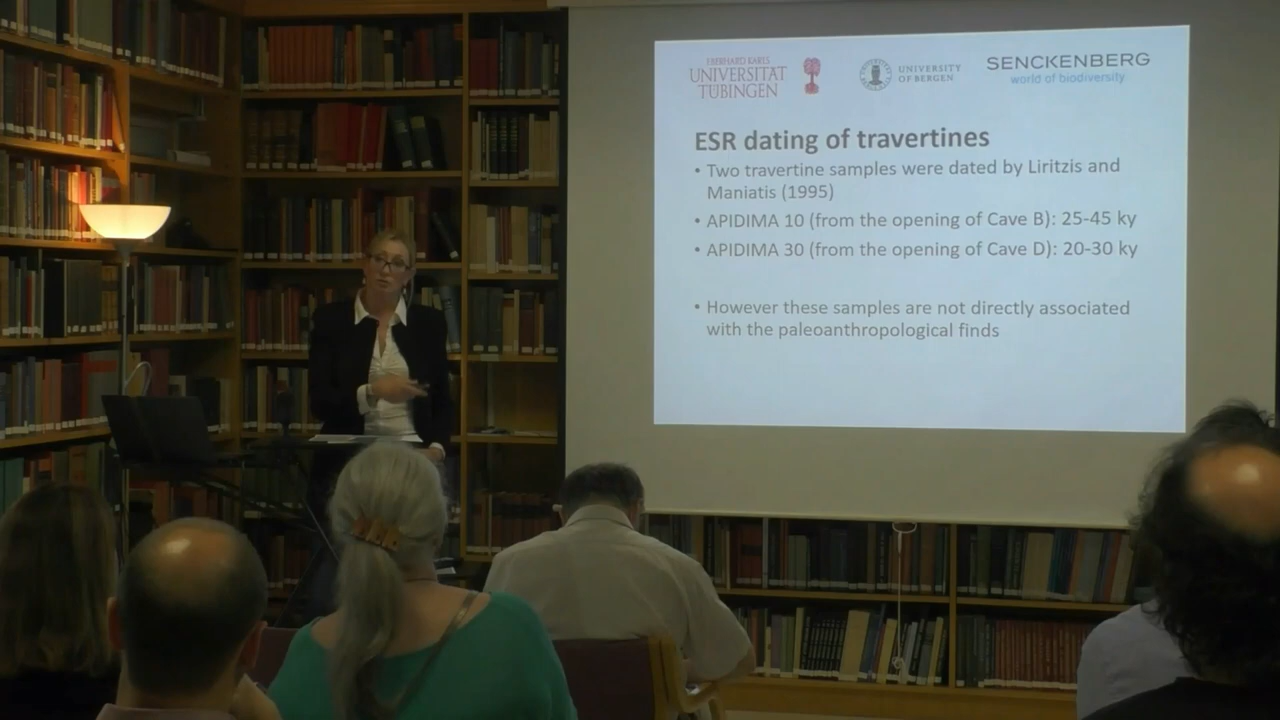 EBERHARD KARLS
UNIVERSITÄT
TÜBINGEN
UNIVERSITY
OF BERGEN
SENCKENBERG
world of biodiversity
ESR dating of travertines
• Two travertine samples were dated by Liritzis and
Maniatis (1995)
• APIDIMA 10 (from the opening of Cave B): 25-45 ky
• APIDIMA 30 (from the opening of Cave D): 20-30 ky
• However these samples are not directly associated
with the paleoanthropological finds